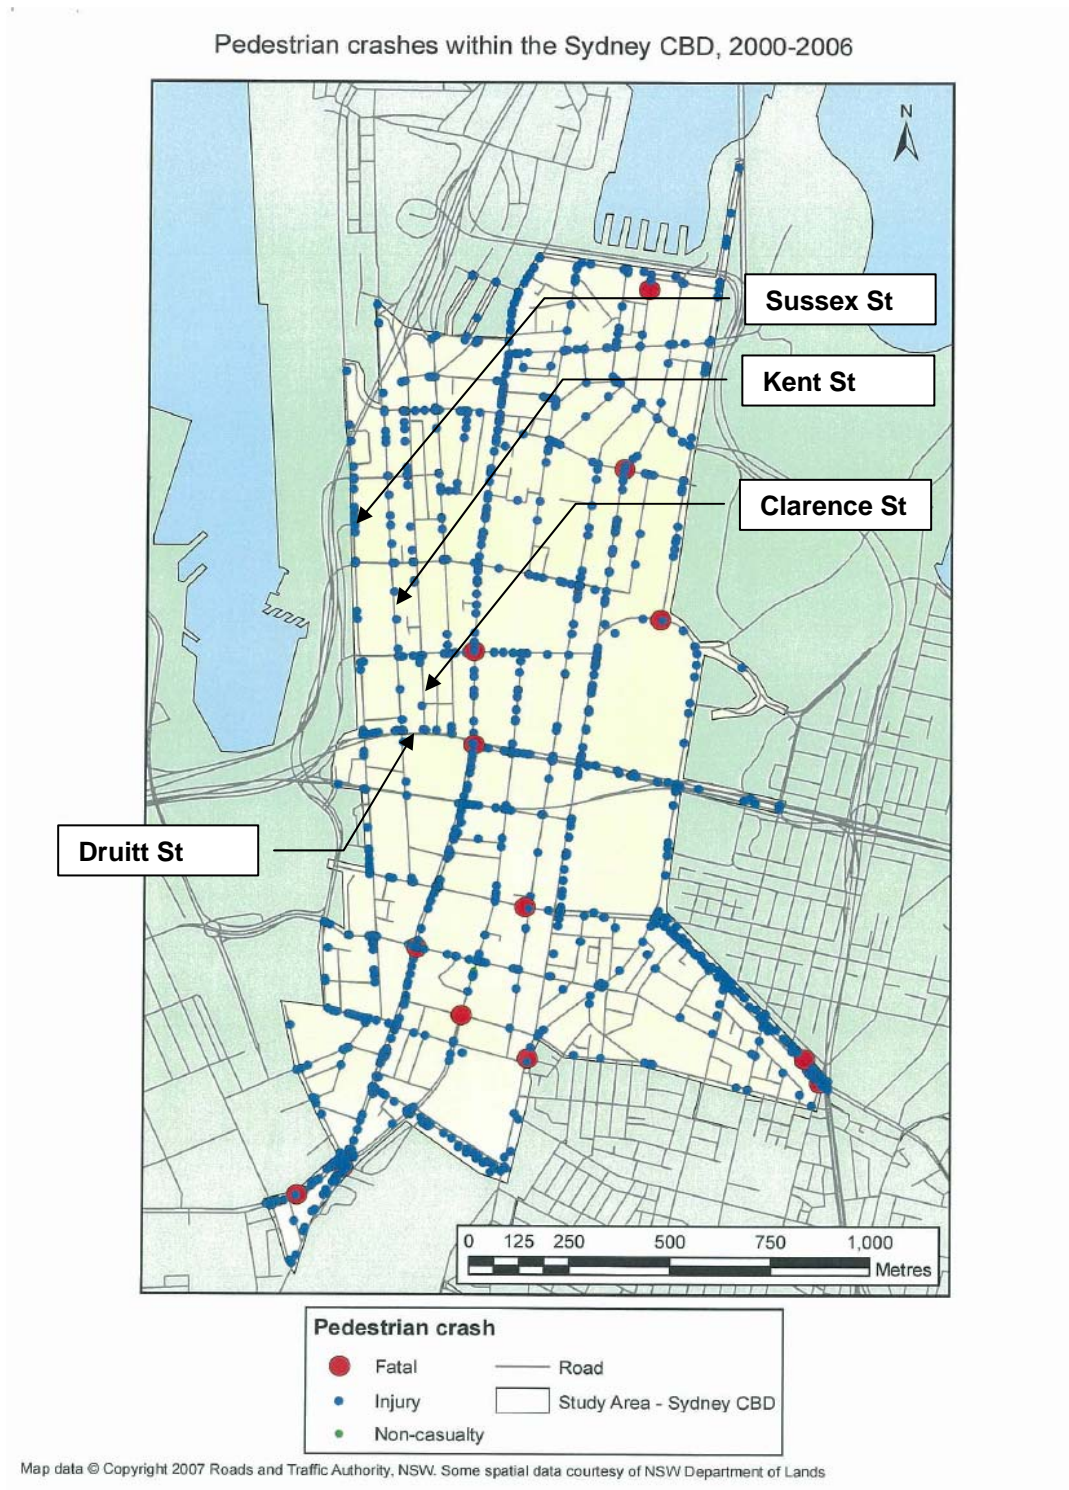 Pedestrian crashes within the Sydney CBD, 2000-2006
N
Sussex St
Kent St
Clarence St
Druitt St
0 125 250 500 750 1,000
Metres
Pedestrian crash
Fatal Road
Injury Study Area - Sydney CBD
Non-casualty
Map data © Copyright 2007 Roads and Traffic Authority, NSW. Some spatial data courtesy of NSW Department of Lands